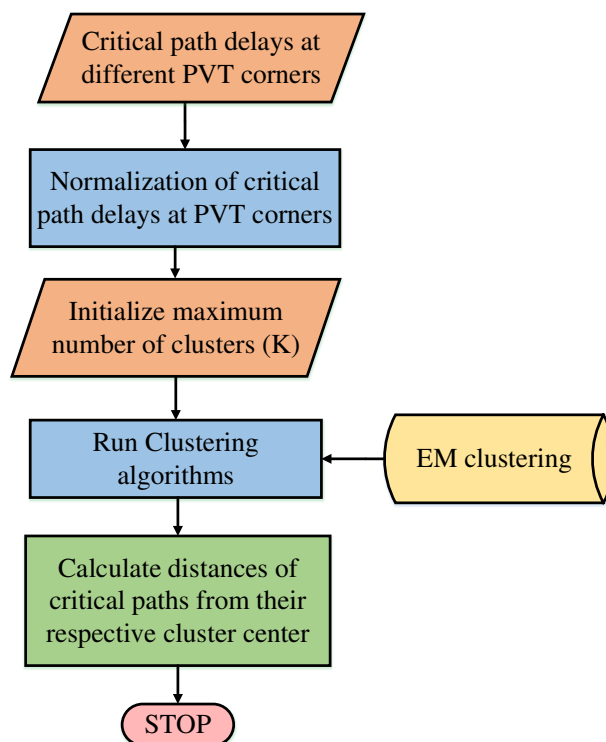 Critical path delays at
different PVT corners
Normalization of critical
path delays at PVT corners
Initialize maximum
number of clusters (K)
Run Clustering
algorithms
EM clustering
Calculate distances of
critical paths from their
respective cluster center
STOP